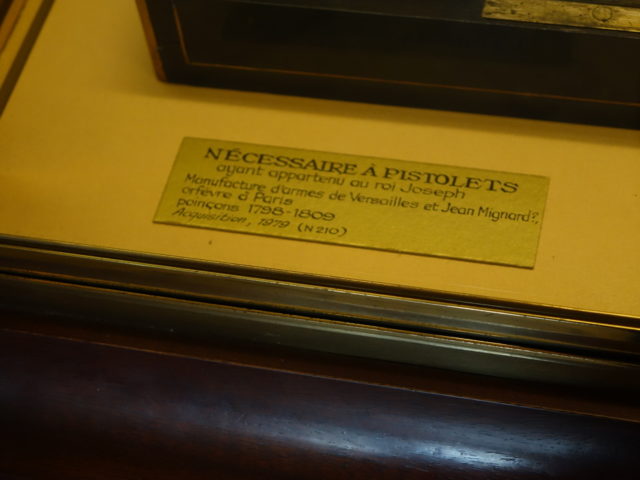 NÉCESSAIRE À PISTOLETS
ayant appartenu au roi Joseph
Manufacture d'armes de Versailles et Jean Mignard?,
orfèvre à Paris
poinçons 1798-1809
Acquisition, 1979 (N 210)